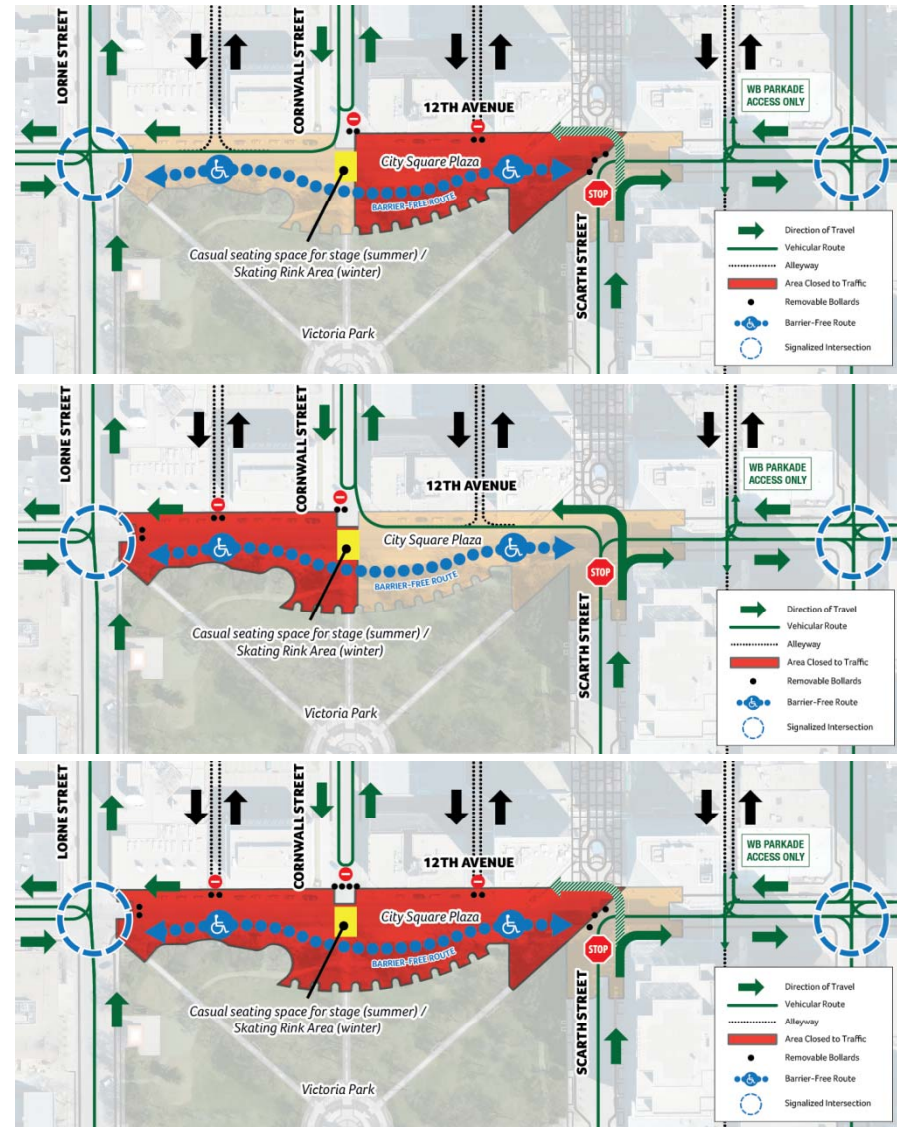 LORNE STREET
CORNWALL STREET
12TH AVENUE
WB PARKADE
ACCESS ONLY
City Square Plaza
BARRIER-FREE ROUTE
STOP
SCARTH STREET
Casual seating space for stage (summer) /
Skating Rink Area (winter)
Victoria Park
Direction of Travel
Vehicular Route
Alleyway
Area Closed to Traffic
Removable Bollards
Barrier-Free Route
Signalized Intersection
LORNE STREET
CORNWALL STREET
12TH AVENUE
WB PARKADE
ACCESS ONLY
City Square Plaza
BARRIER-FREE ROUTE
STOP
SCARTH STREET
Casual seating space for stage (summer) /
Skating Rink Area (winter)
Victoria Park
Direction of Travel
Vehicular Route
Alleyway
Area Closed to Traffic
Removable Bollards
Barrier-Free Route
Signalized Intersection
LORNE STREET
CORNWALL STREET
12TH AVENUE
WB PARKADE
ACCESS ONLY
City Square Plaza
BARRIER-FREE ROUTE
STOP
SCARTH STREET
Casual seating space for stage (summer) /
Skating Rink Area (winter)
Victoria Park
Direction of Travel
Vehicular Route
Alleyway
Area Closed to Traffic
Removable Bollards
Barrier-Free Route
Signalized Intersection